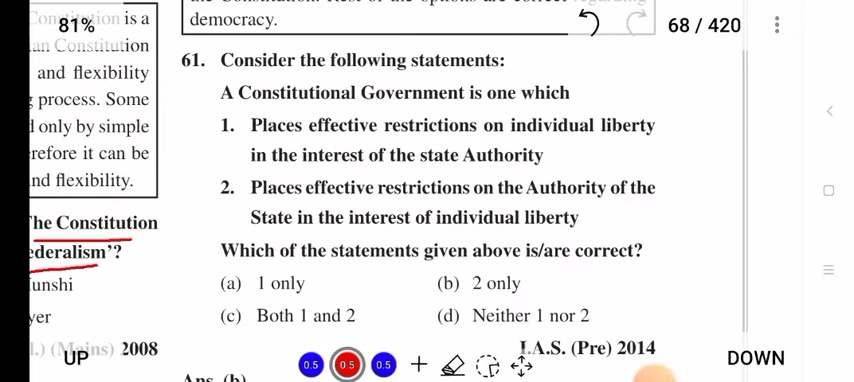 81%
68 / 420
Constitution is a
an Constitution
and flexibility
process. Some
only by simple
refore it can be
nd flexibility.
he Constitution
ederalism'?
unshi
yer
(Mains) 2008
UP
democracy.
61. Consider the following statements:
A Constitutional Government is one which
1. Places effective restrictions on individual liberty
in the interest of the state Authority
2. Places effective restrictions on the Authority of the
State in the interest of individual liberty
Which of the statements given above is/are correct?
(a) 1 only (b) 2 only
(c) Both 1 and 2 (d) Neither 1 nor 2
I.A.S. (Pre) 2014
0.5 0.5 0.5
DOWN
Ans. (b)